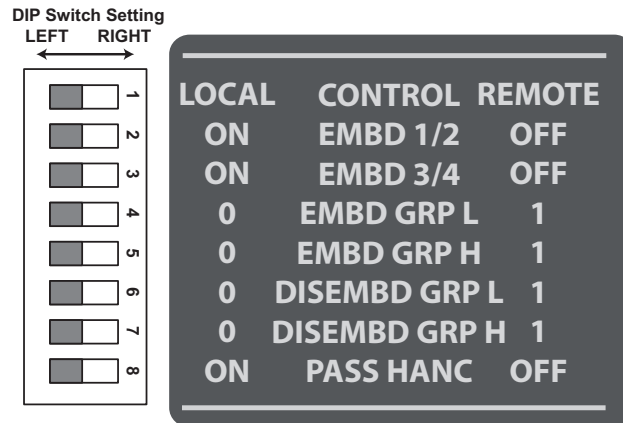 DIP Switch Setting
LEFT RIGHT
1
2
3
4
5
6
7
8
LOCAL CONTROL REMOTE
ON EMBD 1/2 OFF
ON EMBD 3/4 OFF
0 EMBD GRP L 1
0 EMBD GRP H 1
0 DISEMBD GRP L 1
0 DISEMBD GRP H 1
ON PASS HANC OFF